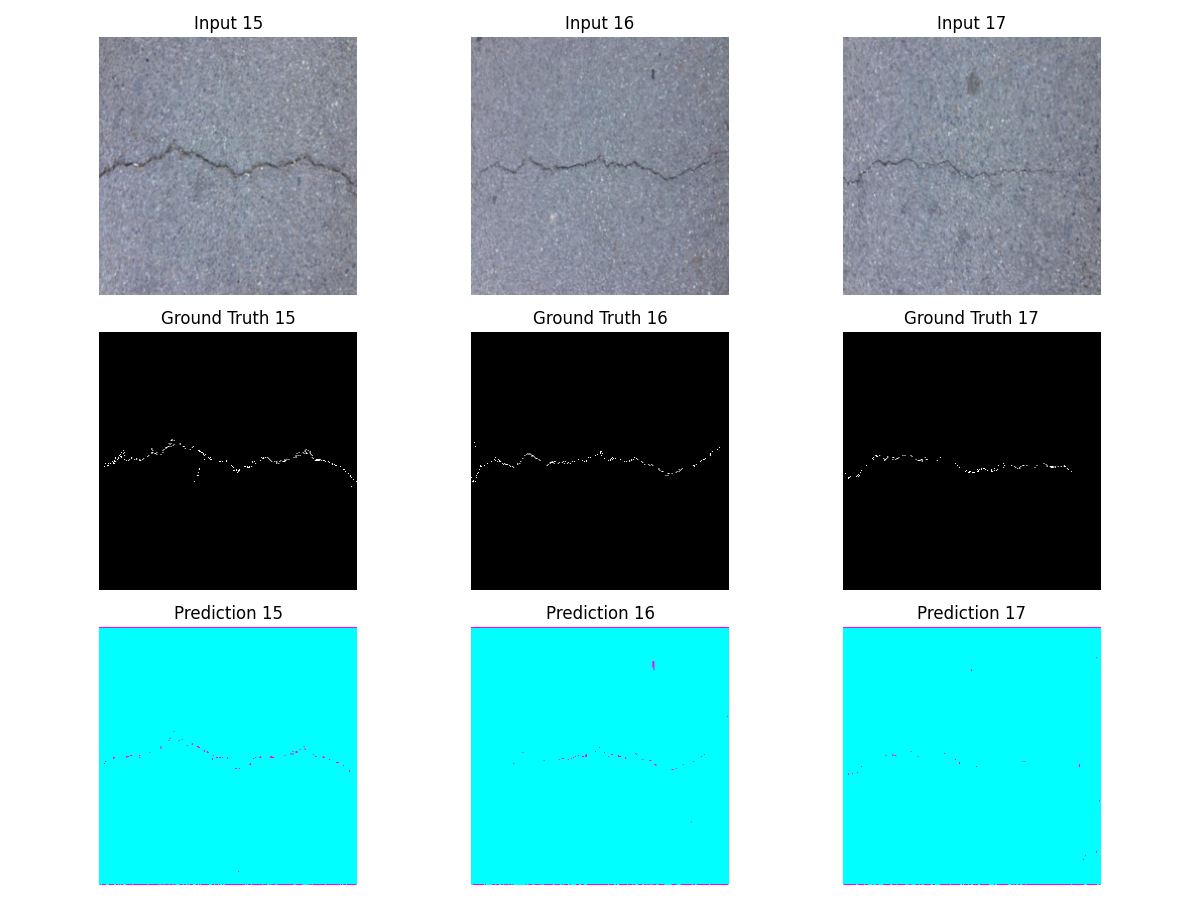 Input 15
Input 16
Input 17
Ground Truth 15
Ground Truth 16
Ground Truth 17
Prediction 15
Prediction 16
Prediction 17